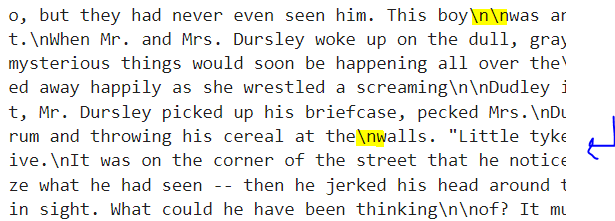 o, but they had never even seen him. This boy\n\nwas an
t.\nWhen Mr. and Mrs. Dursley woke up on the dull, gray
mysterious things would soon be happening all over the\
ed away happily as she wrestled a screaming\n\nDudley i
t, Mr. Dursley picked up his briefcase, pecked Mrs.\nDu
rum and throwing his cereal at the\nwalls. "Little tyke
ive.\nIt was on the corner of the street that he notice
ze what he had seen -- then he jerked his head around t
in sight. What could he have been thinking\n\nof? It mu